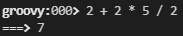 groovy:000> 2 + 2 * 5 / 2
===> 7